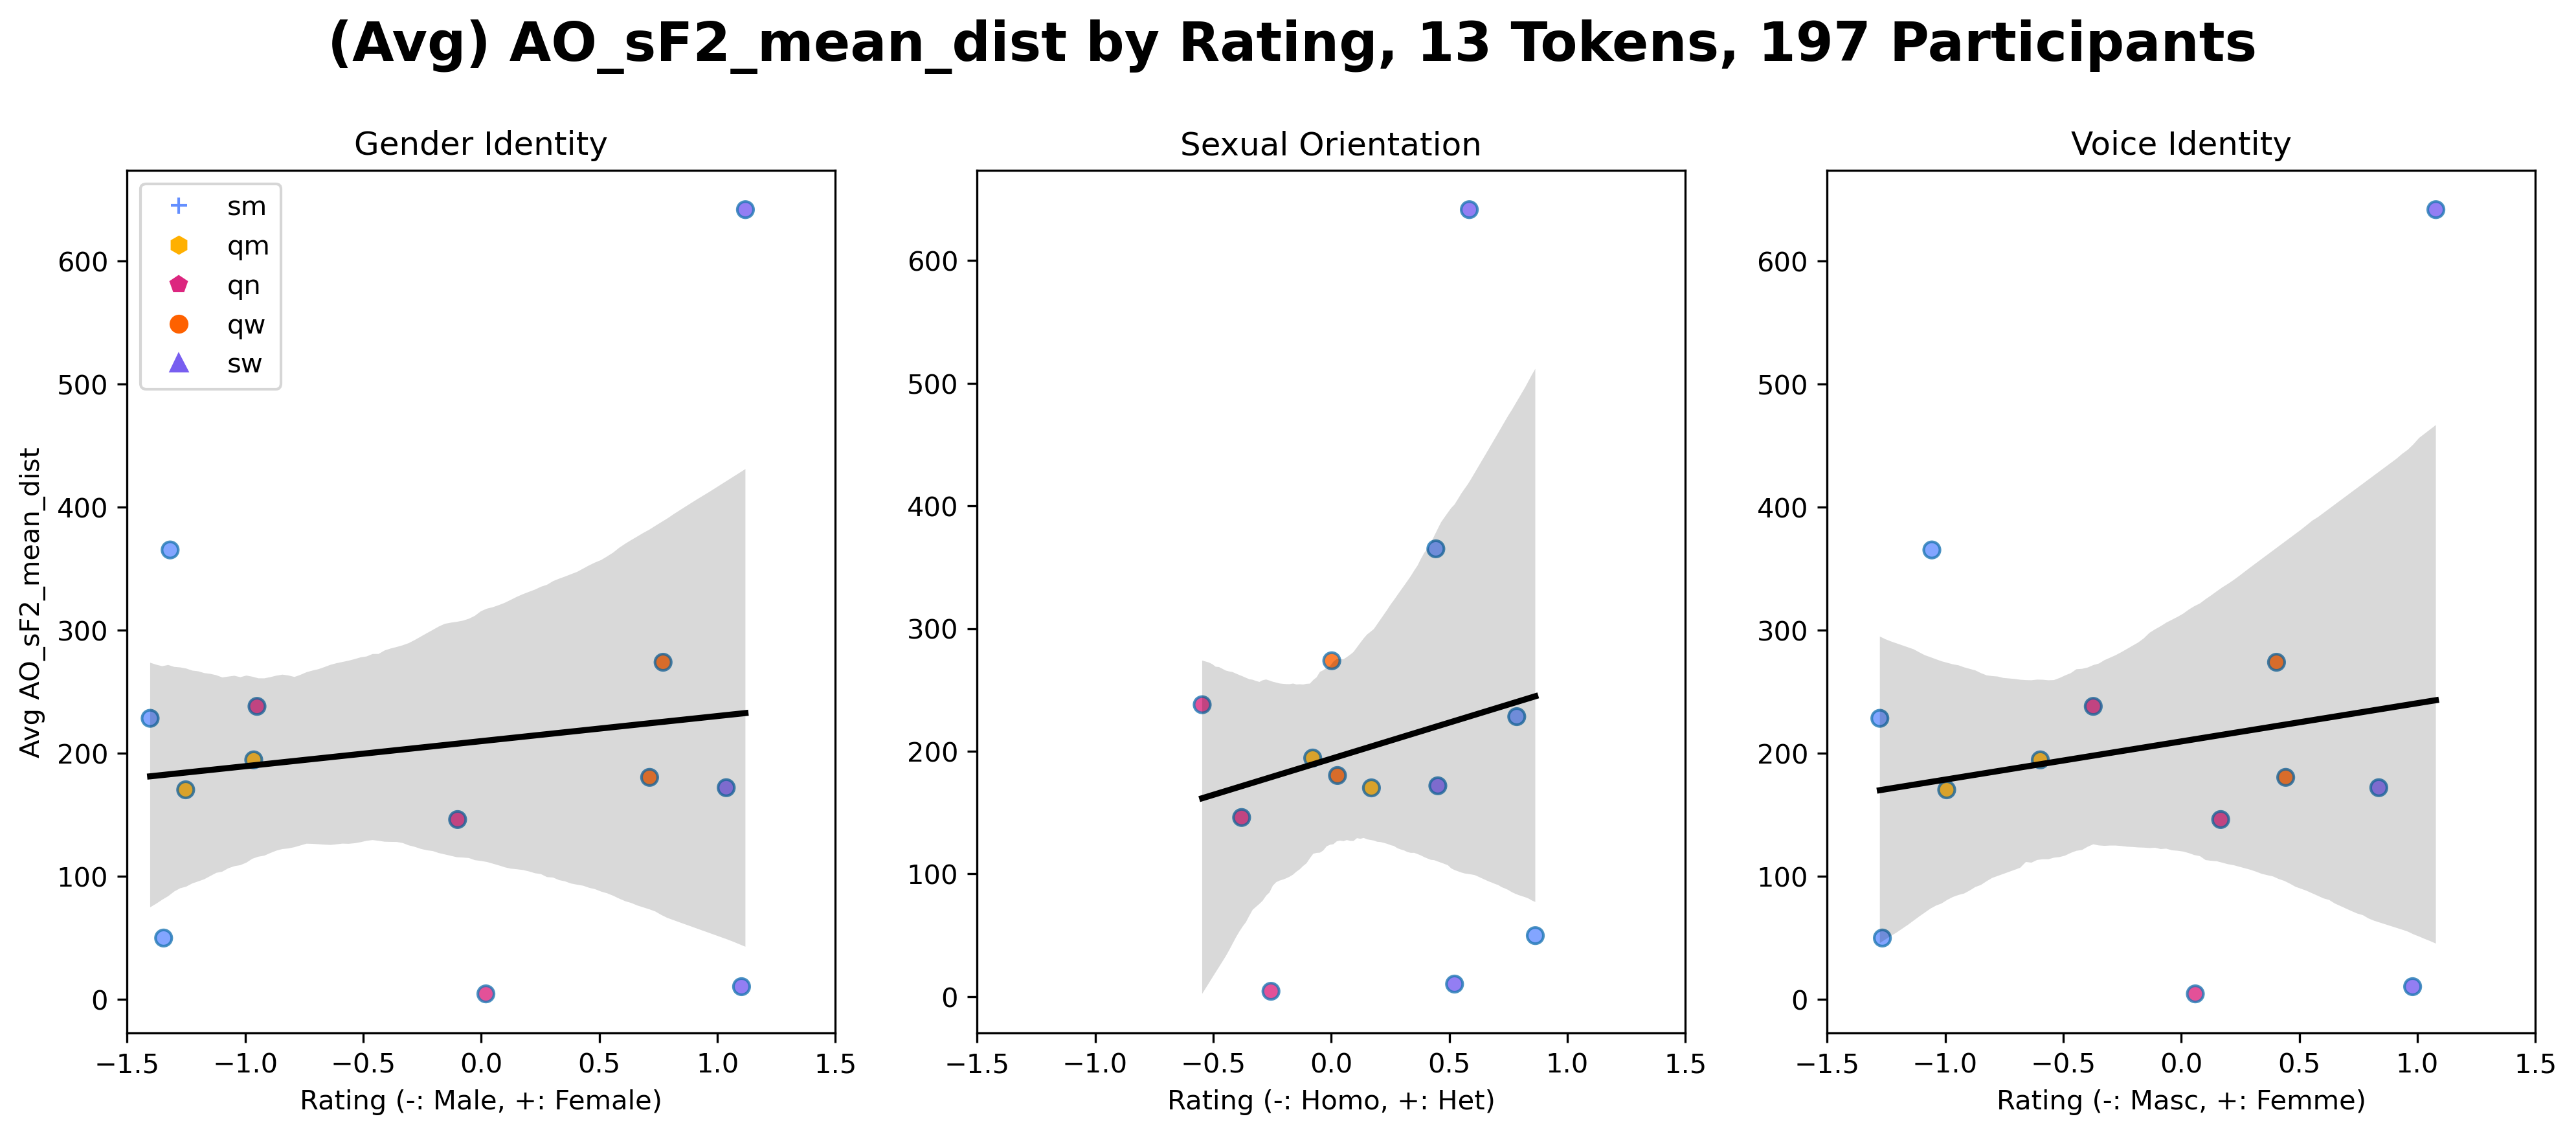 (Avg) AO_sF2_mean_dist by Rating, 13 Tokens, 197 Participants
Gender Identity
sm
qm
qn
qw
sw
Avg AO_sF2_mean_dist
600
500
400
300
200
100
0
−1.5 −1.0 −0.5 0.0 0.5 1.0 1.5
Rating (-: Male, +: Female)
Sexual Orientation
600
500
400
300
200
100
0
−1.5 −1.0 −0.5 0.0 0.5 1.0 1.5
Rating (-: Homo, +: Het)
Voice Identity
600
500
400
300
200
100
0
−1.5 −1.0 −0.5 0.0 0.5 1.0 1.5
Rating (-: Masc, +: Femme)